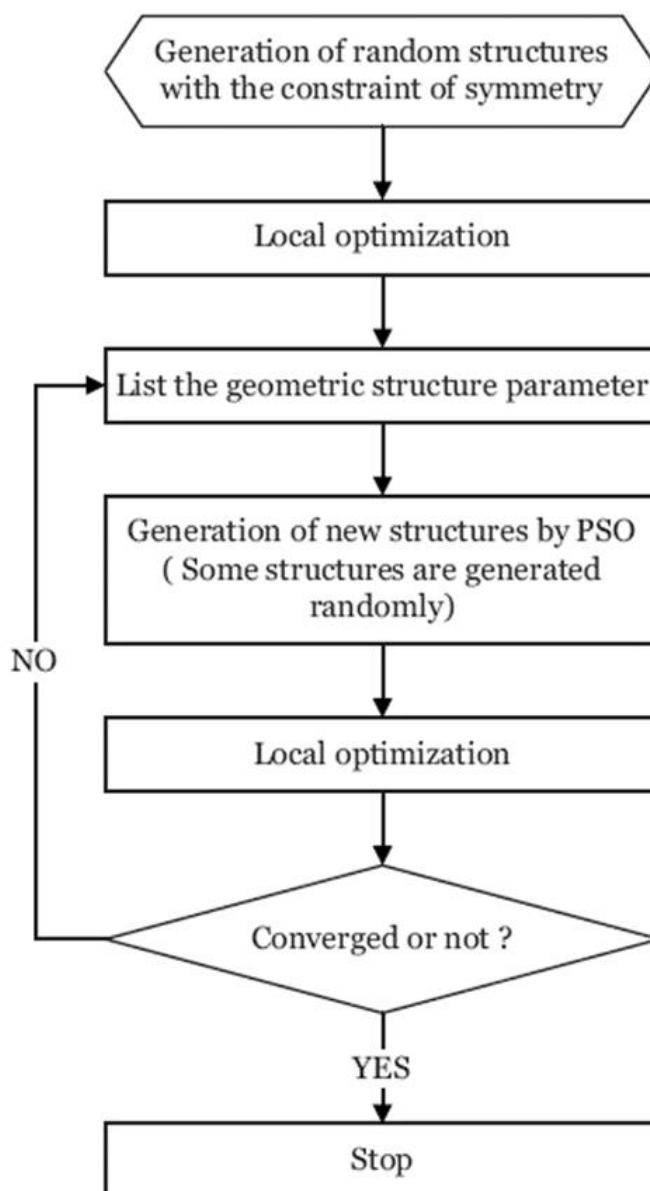 Generation of random structures
with the constraint of symmetry
Local optimization
List the geometric structure parameter
Generation of new structures by PSO
( Some structures are generated
randomly)
NO
Local optimization
Converged or not ?
YES
Stop